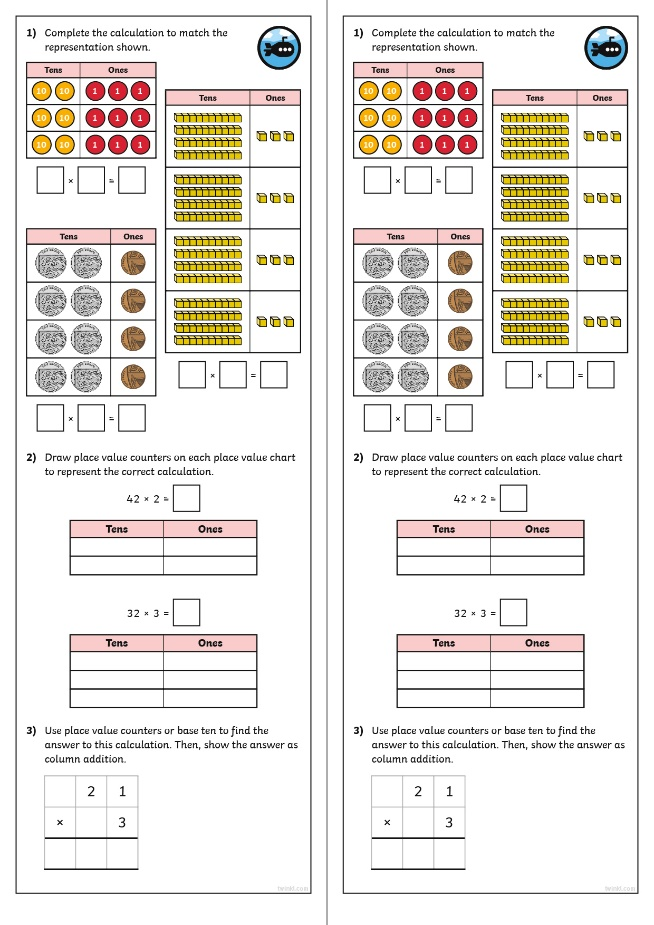 1) Complete the calculation to match the
representation shown.
Tens Ones
10 10 1 1 1
10 10 1 1 1
10 10 1 1 1
× =
Tens Ones
× =
Tens Ones
× =
2) Draw place value counters on each place value chart
to represent the correct calculation.
42 × 2 =
Tens Ones
32 × 3 =
Tens Ones
3) Use place value counters or base ten to find the
answer to this calculation. Then, show the answer as
column addition.
2 1
× 3
twinkl.com
1) Complete the calculation to match the
representation shown.
Tens Ones
10 10 1 1 1
10 10 1 1 1
10 10 1 1 1
× =
Tens Ones
× =
Tens Ones
× =
2) Draw place value counters on each place value chart
to represent the correct calculation.
42 × 2 =
Tens Ones
32 × 3 =
Tens Ones
3) Use place value counters or base ten to find the
answer to this calculation. Then, show the answer as
column addition.
2 1
× 3
twinkl.com